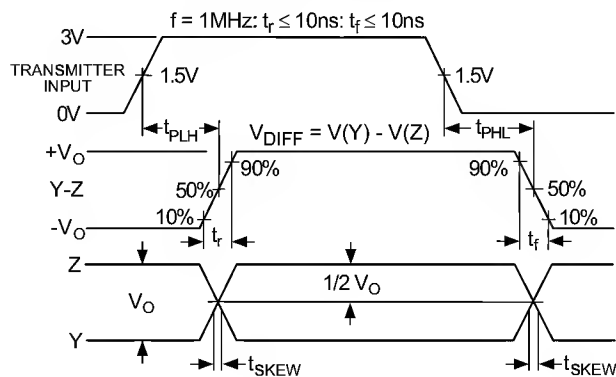 f = 1MHz: tr ≤ 10ns: tf ≤ 10ns
3V
TRANSMITTER
INPUT
1.5V
1.5V
0V
tPLH
tPHL
VDIFF = V(Y) - V(Z)
+VO
90%
90%
Y-Z
50%
50%
10%
10%
-VO
tr
tf
Z
1/2 VO
VO
Y
tSKEW
tSKEW